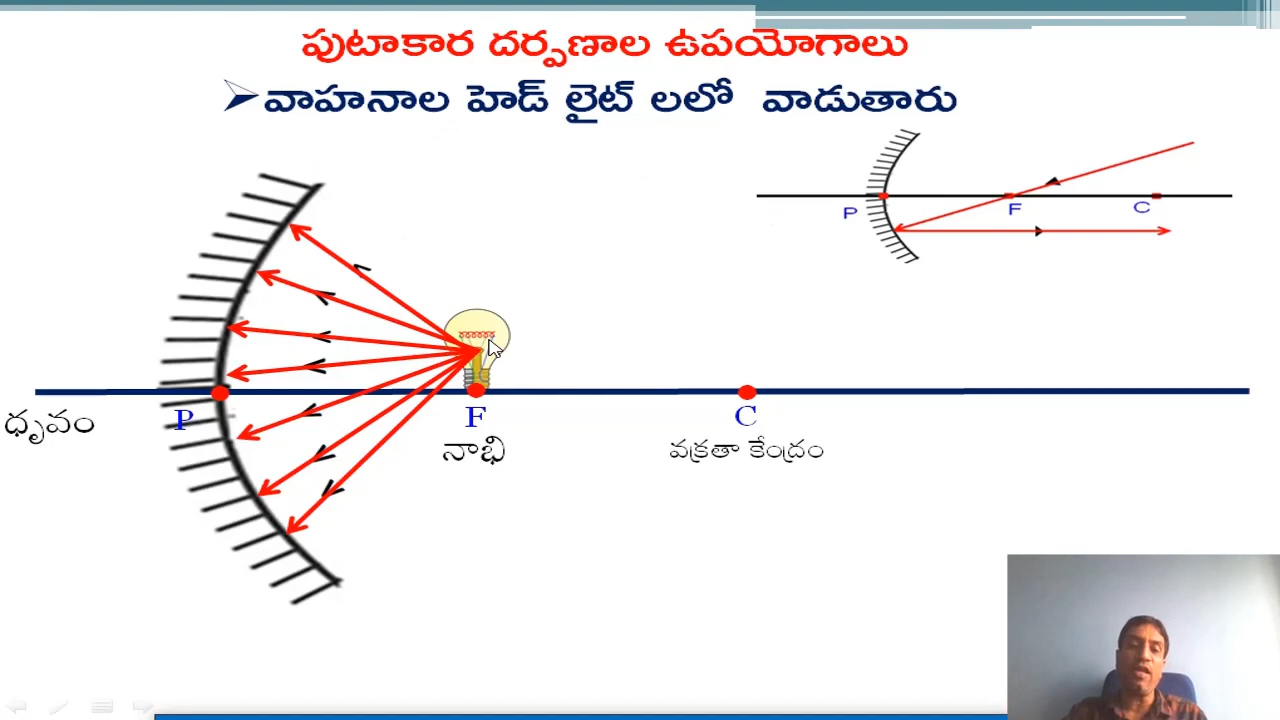 పుటాకార దర్పణాల ఉపయోగాలు
వాహనాల హెడ్ లైట్ లలో వాడుతారు
P F C
P F C
ధృవం నాభి వక్రతా కేంద్రం